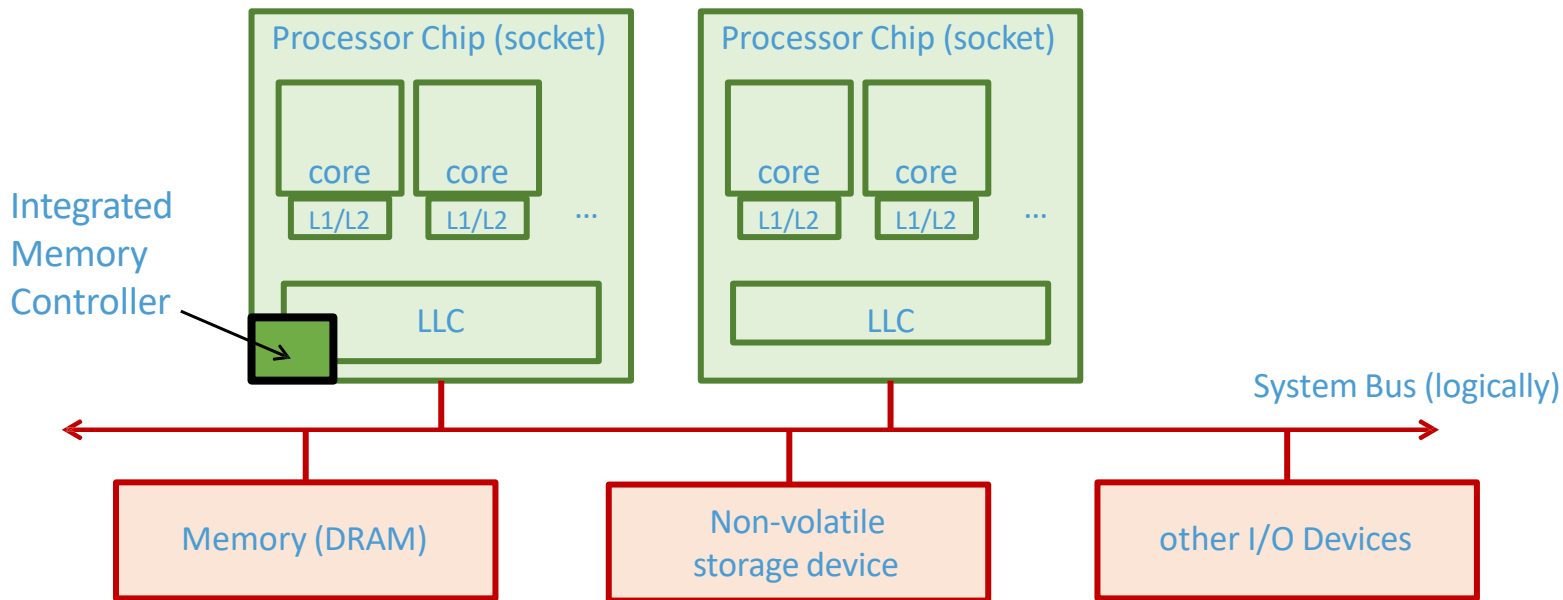 Processor Chip (socket)
core
core
L1/L2
L1/L2
...
LLC
Processor Chip (socket)
core
core
L1/L2
L1/L2
...
LLC
Integrated
Memory
Controller
System Bus (logically)
Memory (DRAM)
Non-volatile
storage device
other I/O Devices